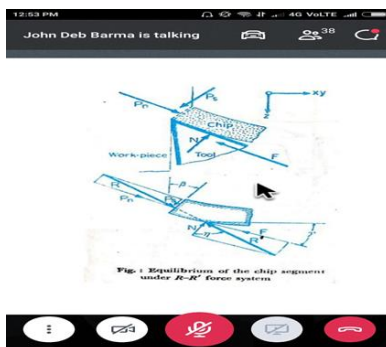 12:53 PM
4G VoLTE
John Deb Barma is talking
38
xy
z
Ps
Pn
Chip
N
Work-piece
Tool
F
β
R
Pn
N
F
η
R'
Fig. : Equilibrium of the chip segment
under R–R' force system